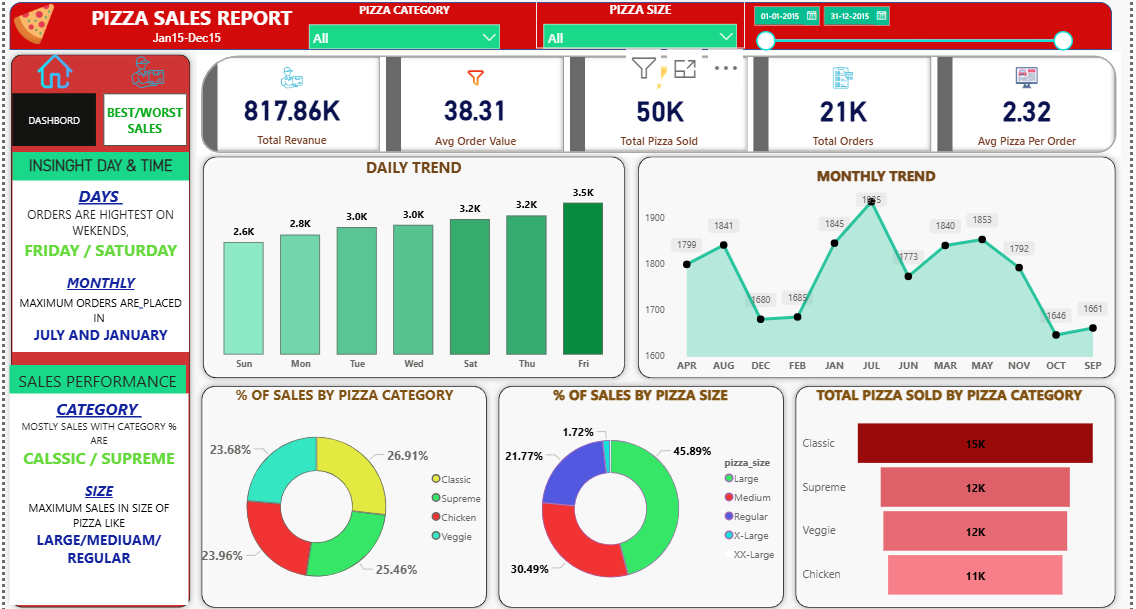 PIZZA SALES REPORT
Jan15-Dec15
PIZZA CATEGORY
All
PIZZA SIZE
All
01-01-2015
31-12-2015
DASHBORD
BEST/WORST
SALES
INSINGHT DAY & TIME
DAYS
ORDERS ARE HIGHTEST ON
WEKENDS,
FRIDAY / SATURDAY
MONTHLY
MAXIMUM ORDERS ARE PLACED
IN
JULY AND JANUARY
SALES PERFORMANCE
CATEGORY
MOSTLY SALES WITH CATEGORY %
ARE
CALSSIC / SUPREME
SIZE
MAXIMUM SALES IN SIZE OF
PIZZA LIKE
LARGE/MEDIUAM/
REGULAR
817.86K
Total Revanue
38.31
Avg Order Value
50K
Total Pizza Sold
21K
Total Orders
2.32
Avg Pizza Per Order
DAILY TREND
2.6K
2.8K
3.0K
3.0K
3.2K
3.2K
3.5K
Sun
Mon
Tue
Wed
Sat
Thu
Fri
MONTHLY TREND
1900
1800
1700
1600
1799
1841
1680
1685
1845
1935
1773
1840
1853
1792
1646
1661
APR
AUG
DEC
FEB
JAN
JUL
JUN
MAR
MAY
NOV
OCT
SEP
% OF SALES BY PIZZA CATEGORY
23.68%
26.91%
23.96%
25.46%
Classic
Supreme
Chicken
Veggie
% OF SALES BY PIZZA SIZE
1.72%
21.77%
45.89%
30.49%
pizza_size
Large
Medium
Regular
X-Large
XX-Large
TOTAL PIZZA SOLD BY PIZZA CATEGORY
Classic
15K
Supreme
12K
Veggie
12K
Chicken
11K